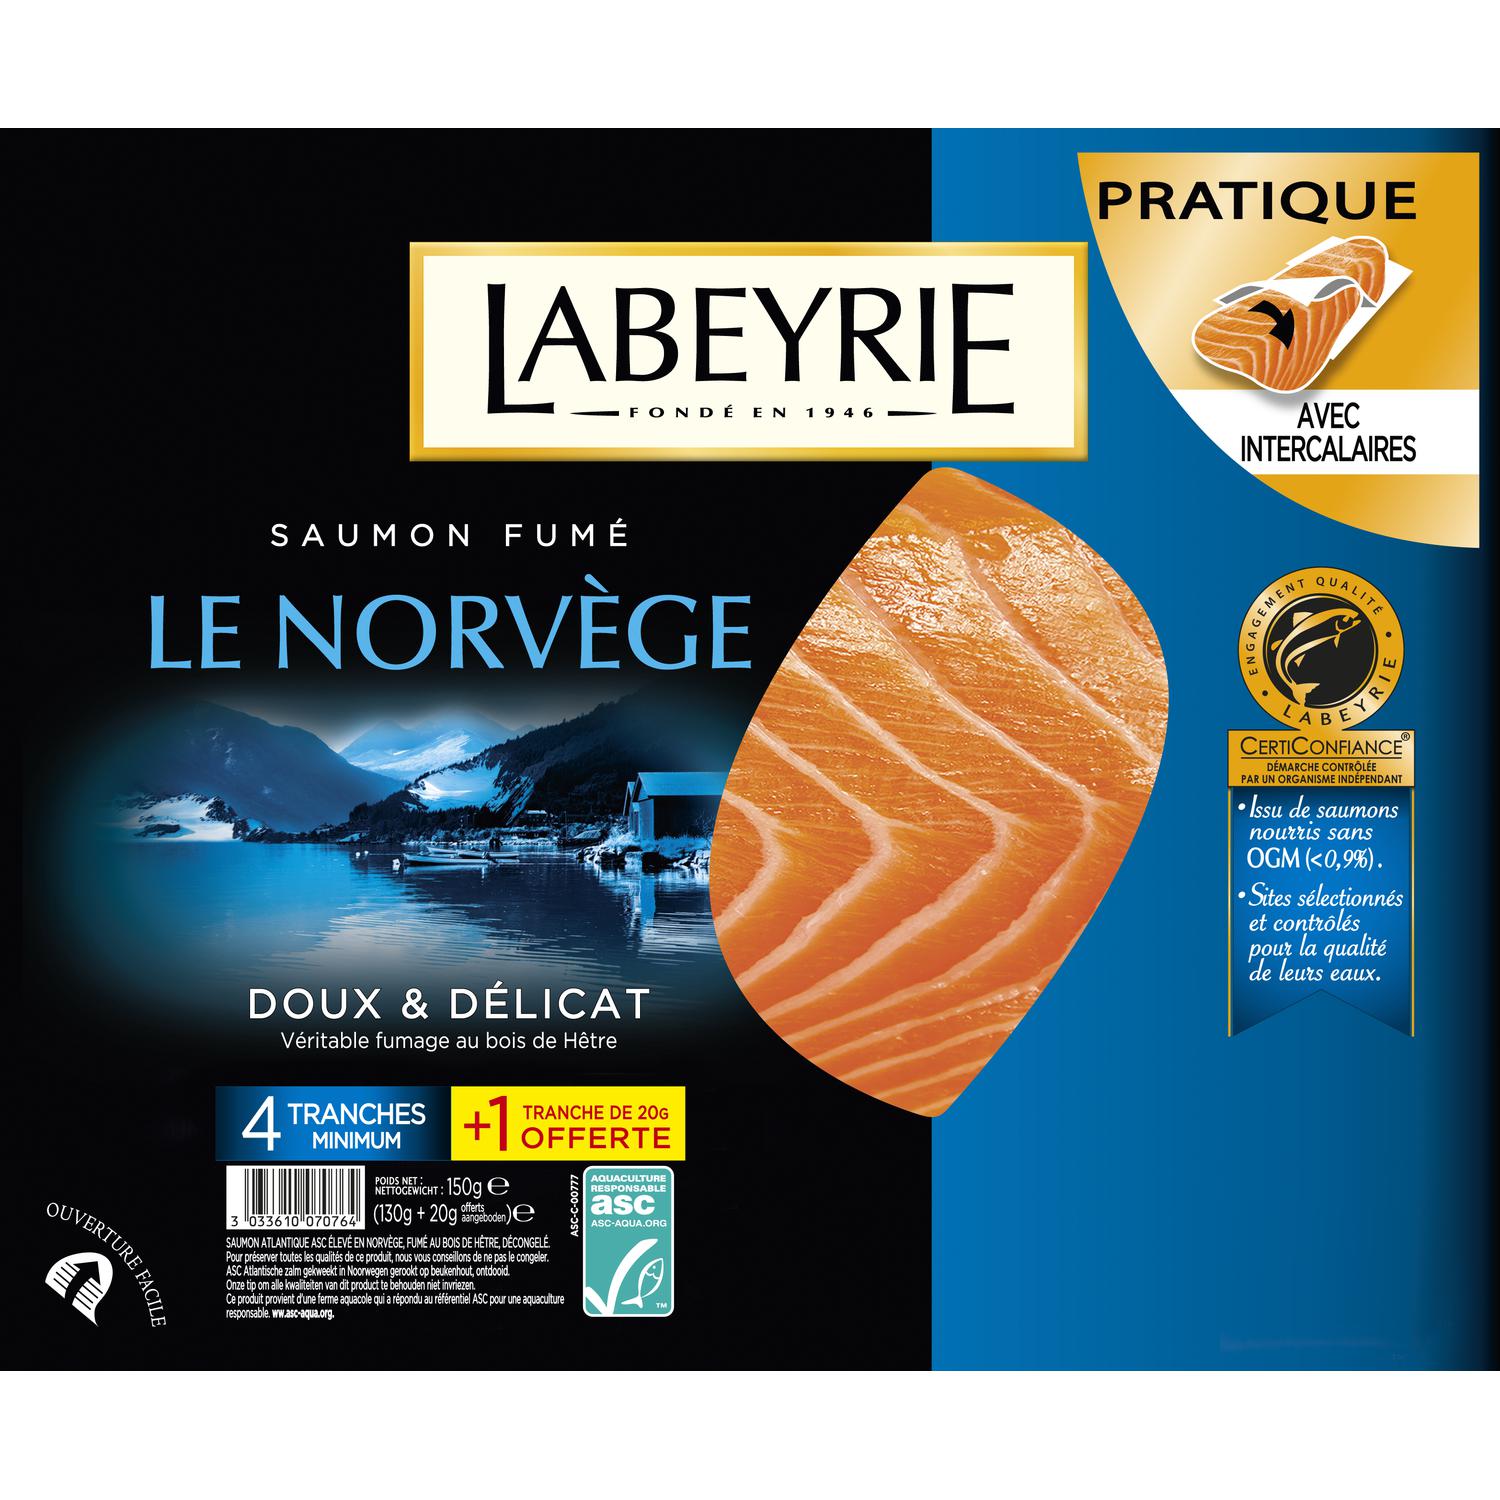 PRATIQUE
AVEC
INTERCALAIRES
LABEYRIE
FONDÉ EN 1946
SAUMON FUMÉ
LE NORVÈGE
DOUX & DÉLICAT
Véritable fumage au bois de Hêtre
4 TRANCHES
MINIMUM
+1 TRANCHE DE 20G
OFFERTE
ENGAGEMENT QUALITÉ
LABEYRIE
CERTICONFIANCE®
DÉMARCHE CONTRÔLÉE
PAR UN ORGANISME INDÉPENDANT
• Issu de saumons
nourris sans
OGM (<0,9%).
• Sites sélectionnés
et contrôlés
pour la qualité
de leurs eaux.
OUVERTURE FACILE
3 033610 070764
POIDS NET :
NETTOGEWICHT : 150g e
(130g + 20g offerts
aangeboden) e
SAUMON ATLANTIQUE ASC ÉLEVÉ EN NORVÈGE, FUMÉ AU BOIS DE HÊTRE, DÉCONGELÉ.
Pour préserver toutes les qualités de ce produit, nous vous conseillons de ne pas le congeler.
ASC Atlantische zalm gekweekt in Noorwegen gerookt op beukenhout, ontdooid.
Onze tip om alle kwaliteiten van dit product te behouden niet invriezen.
Ce produit provient d'une ferme aquacole qui a répondu au référentiel ASC pour une aquaculture
responsable. ww.asc-aqua.org.
ASC-C-00777
AQUACULTURE
RESPONSABLE
asc
ASC-AQUA.ORG
TM